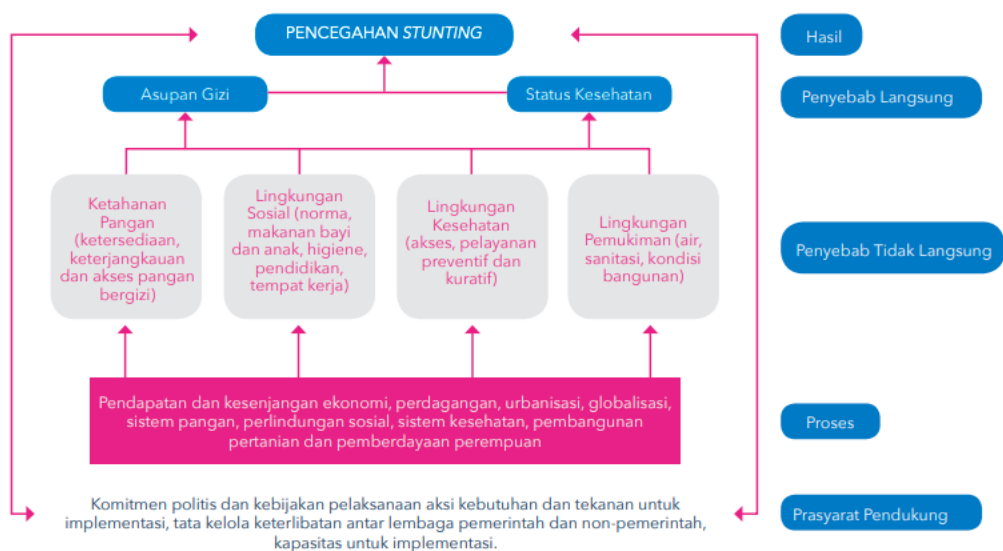 PENCEGAHAN STUNTING
Hasil
Asupan Gizi
Status Kesehatan
Penyebab Langsung
Ketahanan
Pangan
(ketersediaan,
keterjangkauan
dan akses pangan
bergizi)
Lingkungan
Sosial (norma,
makanan bayi
dan anak, higiene,
pendidikan,
tempat kerja)
Lingkungan
Kesehatan
(akses, pelayanan
preventif dan
kuratif)
Lingkungan
Pemukiman (air,
sanitasi, kondisi
bangunan)
Penyebab Tidak Langsung
Pendapatan dan kesenjangan ekonomi, perdagangan, urbanisasi, globalisasi,
sistem pangan, perlindungan sosial, sistem kesehatan, pembangunan
pertanian dan pemberdayaan perempuan
Proses
Komitmen politis dan kebijakan pelaksanaan aksi kebutuhan dan tekanan untuk
implementasi, tata kelola keterlibatan antar lembaga pemerintah dan non-pemerintah,
kapasitas untuk implementasi.
Prasyarat Pendukung